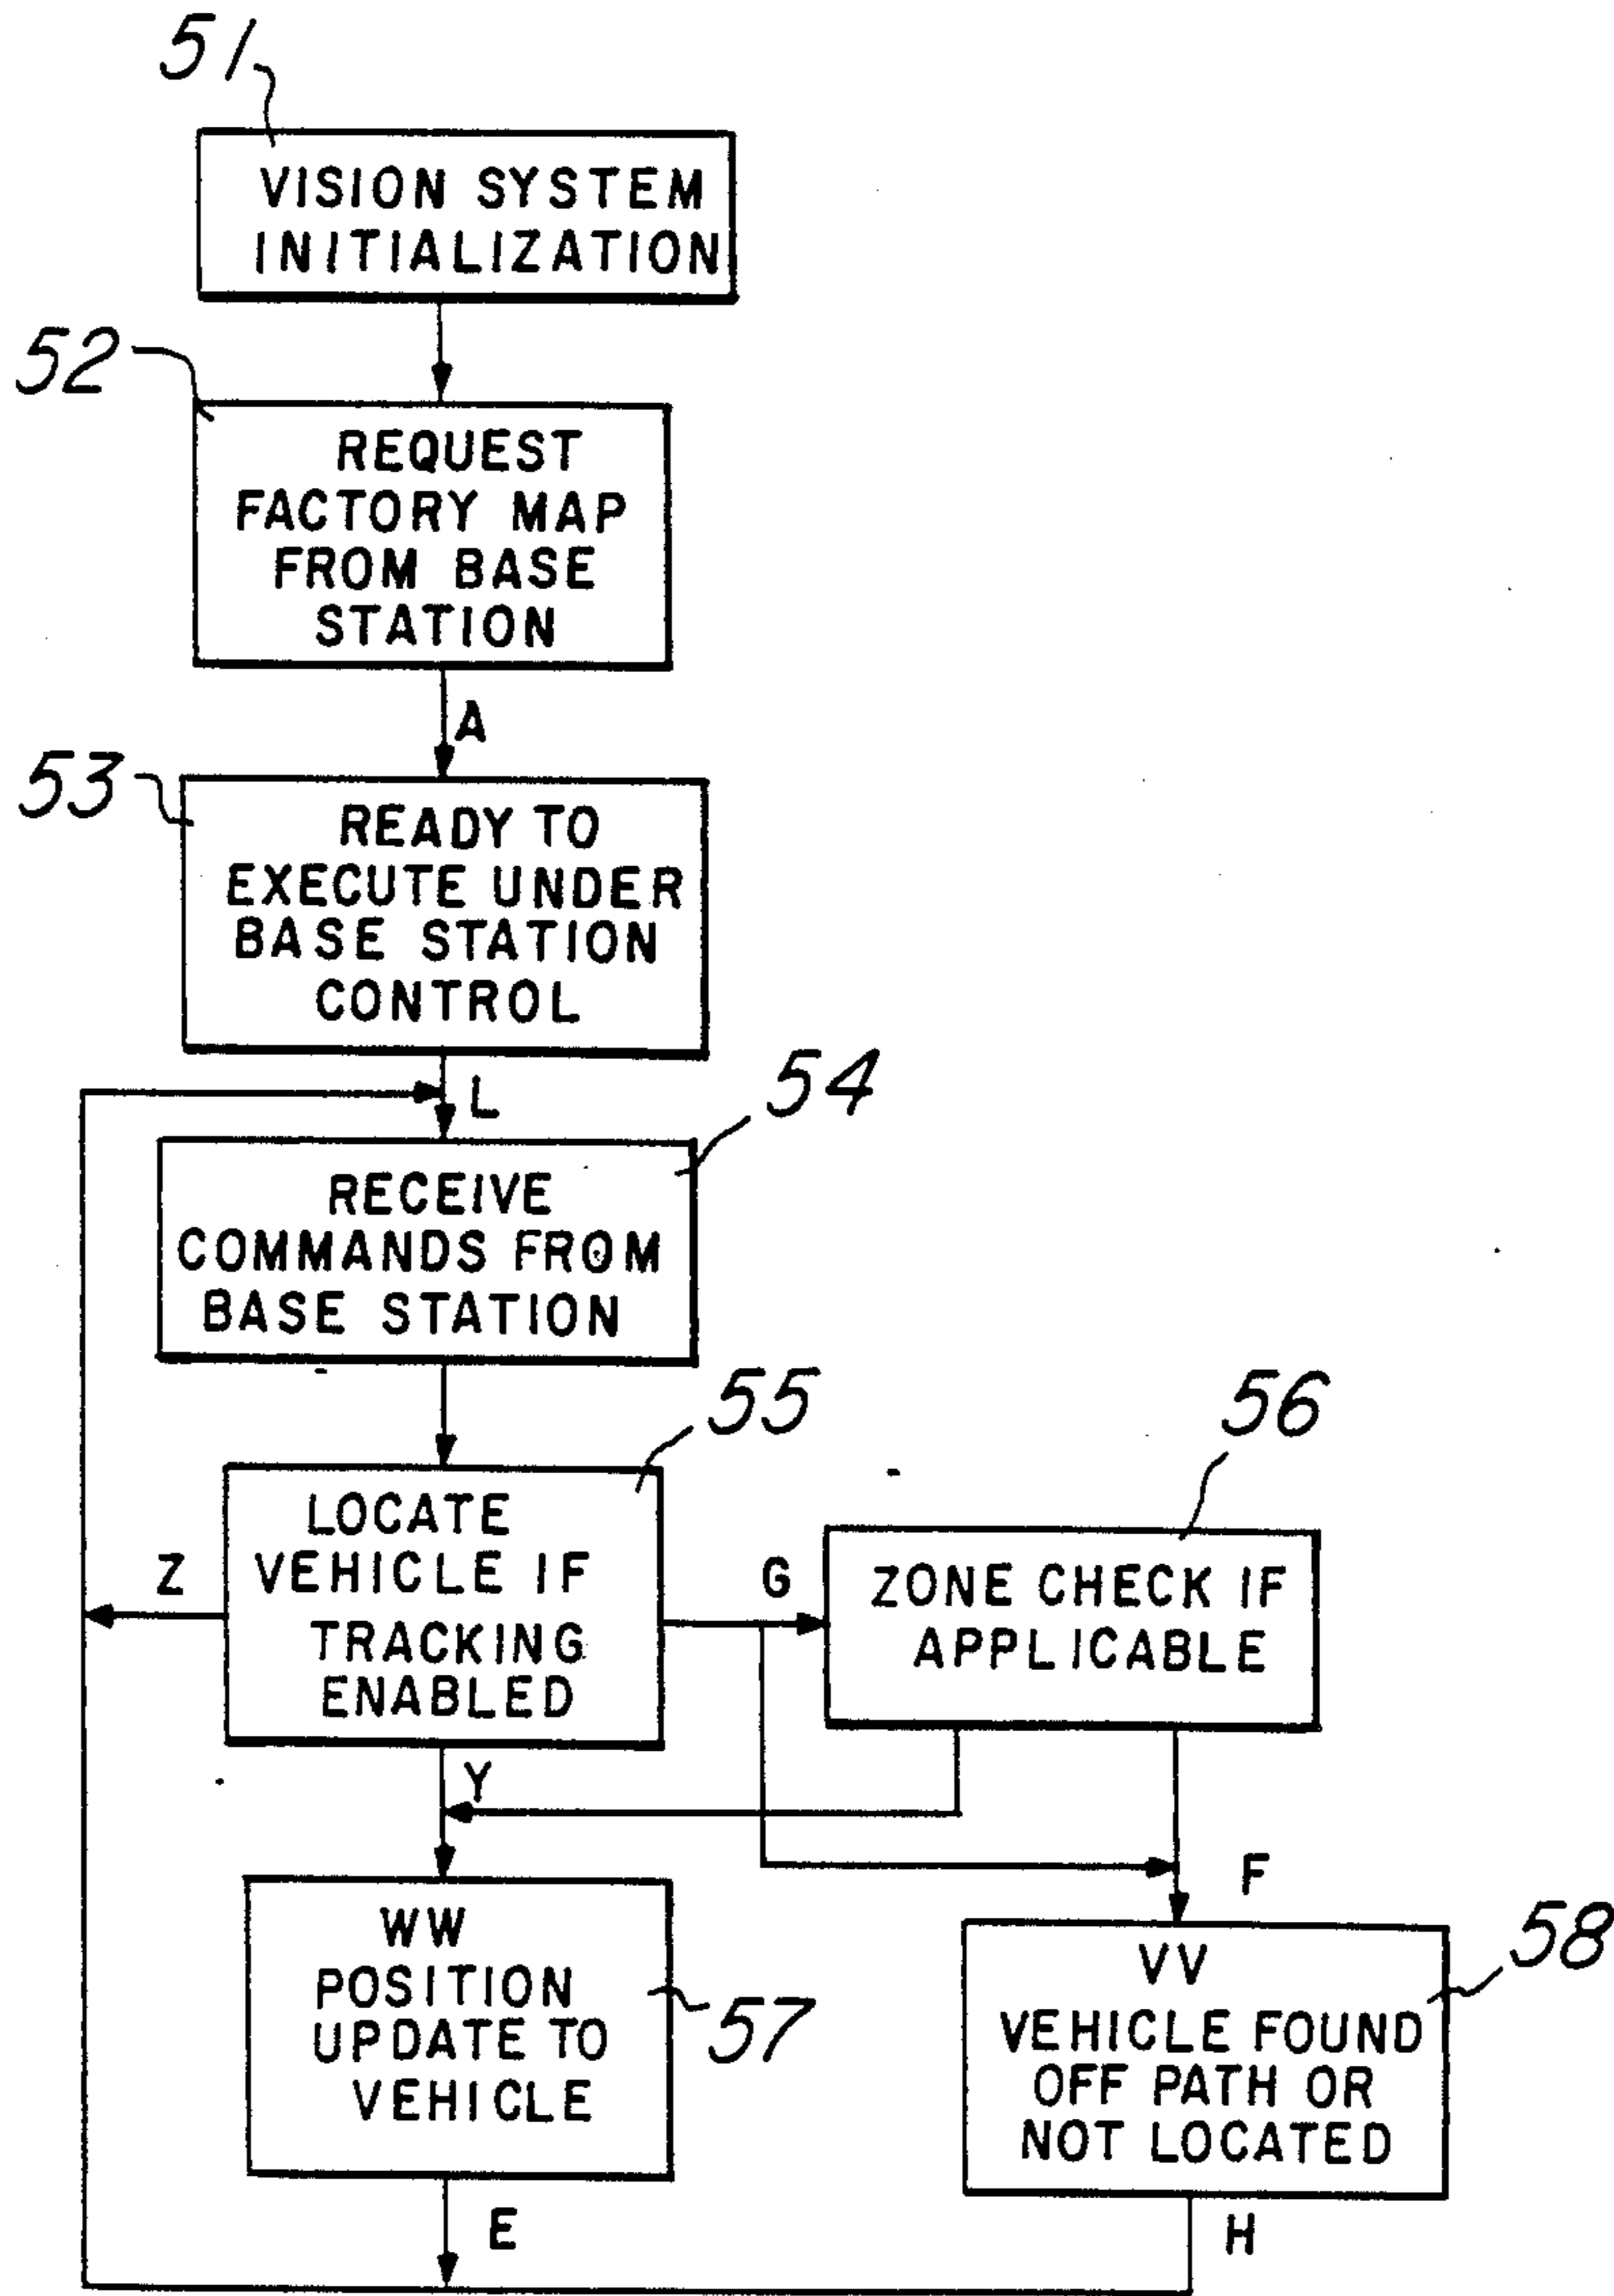 51
VISION SYSTEM
INITIALIZATION
52
REQUEST
FACTORY MAP
FROM BASE
STATION
A
53
READY TO
EXECUTE UNDER
BASE STATION
CONTROL
L
54
RECEIVE
COMMANDS FROM
BASE STATION
55
LOCATE
VEHICLE IF
TRACKING
ENABLED
Z
G
56
ZONE CHECK IF
APPLICABLE
Y
F
WW
POSITION
UPDATE TO
VEHICLE
57
VV
VEHICLE FOUND
OFF PATH OR
NOT LOCATED
58
E
H